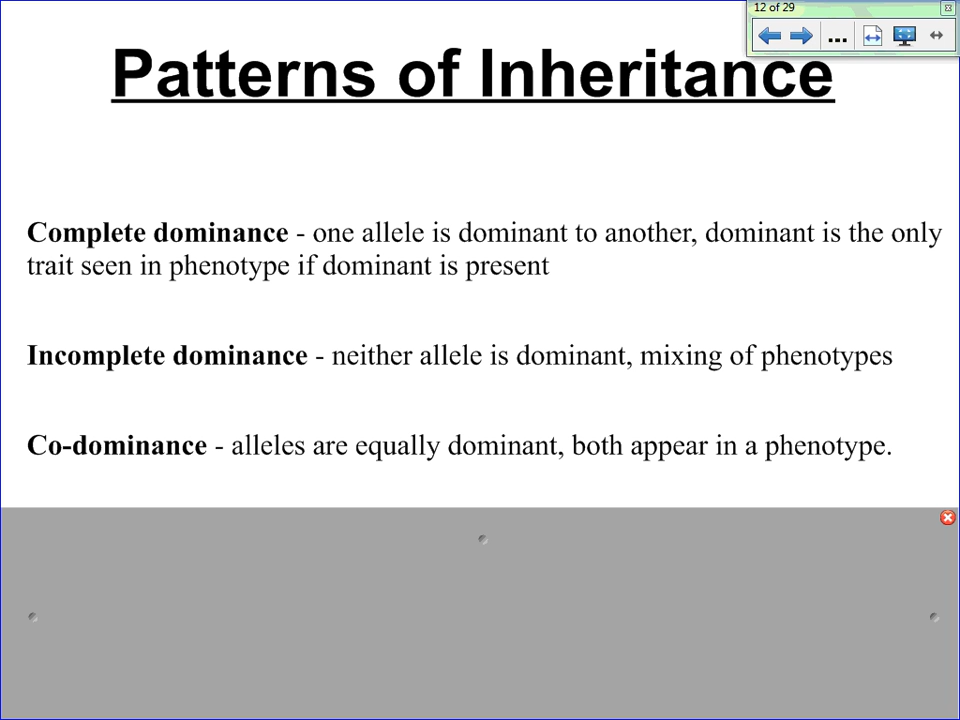 12 of 29
Patterns of Inheritance
Complete dominance - one allele is dominant to another, dominant is the only
trait seen in phenotype if dominant is present
Incomplete dominance - neither allele is dominant, mixing of phenotypes
Co-dominance - alleles are equally dominant, both appear in a phenotype.